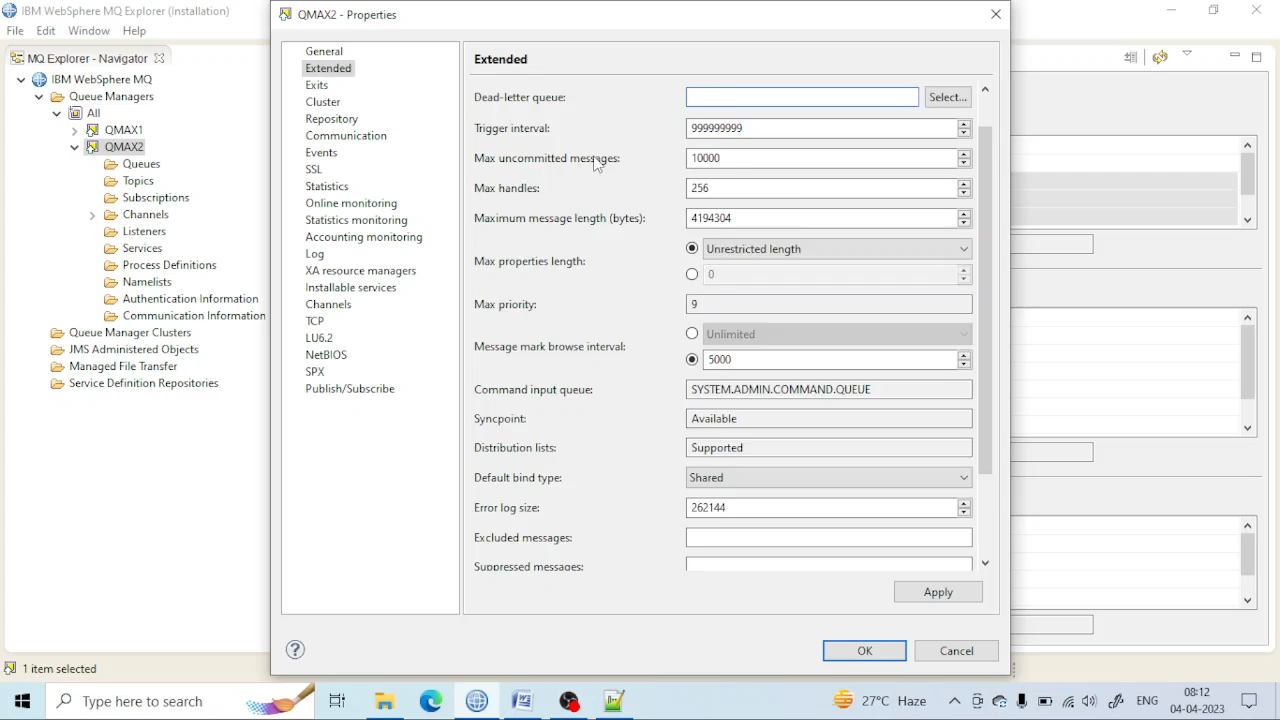 IBM WebSphere MQ Explorer (Installation)
File Edit Window Help
MQ Explorer - Navigator
IBM WebSphere MQ
Queue Managers
All
QMAX1
QMAX2
Queues
Topics
Subscriptions
Channels
Listeners
Services
Process Definitions
Namelists
Authentication Information
Communication Information
Queue Manager Clusters
JMS Administered Objects
Managed File Transfer
Service Definition Repositories
1 item selected
QMAX2 - Properties
General
Extended
Exits
Cluster
Repository
Communication
Events
SSL
Statistics
Online monitoring
Statistics monitoring
Accounting monitoring
Log
XA resource managers
Installable services
Channels
TCP
LU6.2
NetBIOS
SPX
Publish/Subscribe
Extended
Dead-letter queue: Select...
Trigger interval: 999999999
Max uncommitted messages: 10000
Max handles: 256
Maximum message length (bytes): 4194304
Max properties length: Unrestricted length
0
Max priority: 9
Message mark browse interval: Unlimited
5000
Command input queue: SYSTEM.ADMIN.COMMAND.QUEUE
Syncpoint: Available
Distribution lists: Supported
Default bind type: Shared
Error log size: 262144
Excluded messages:
Suppressed messages:
Apply
OK Cancel
Type here to search
27°C Haze
ENG
08:12
04-04-2023